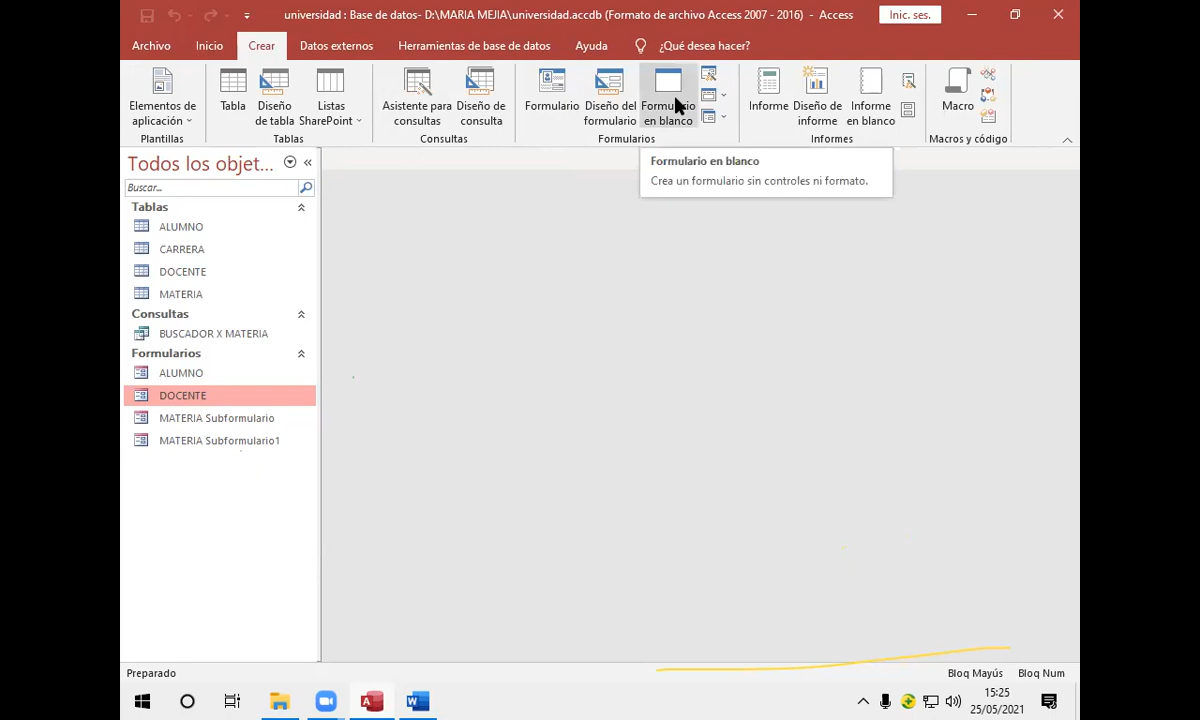 universidad : Base de datos- D:\MARIA MEJIA\universidad.accdb (Formato de archivo Access 2007 - 2016) - Access
Inic. ses.
Archivo Inicio Crear Datos externos Herramientas de base de datos Ayuda ¿Qué desea hacer?
Elementos de aplicación
Tabla
Diseño de tabla
Listas SharePoint
Asistente para consultas
Diseño de consulta
Formulario
Diseño del formulario
Formulario en blanco
Informe
Diseño de informe
Informe en blanco
Macro
Plantillas Tablas Consultas Formularios Informes Macros y código
Formulario en blanco
Crea un formulario sin controles ni formato.
Todos los objet... «
Buscar...
Tablas
ALUMNO
CARRERA
DOCENTE
MATERIA
Consultas
BUSCADOR X MATERIA
Formularios
ALUMNO
DOCENTE
MATERIA Subformulario
MATERIA Subformulario1
Preparado
Bloq Mayús Bloq Num
15:25
25/05/2021